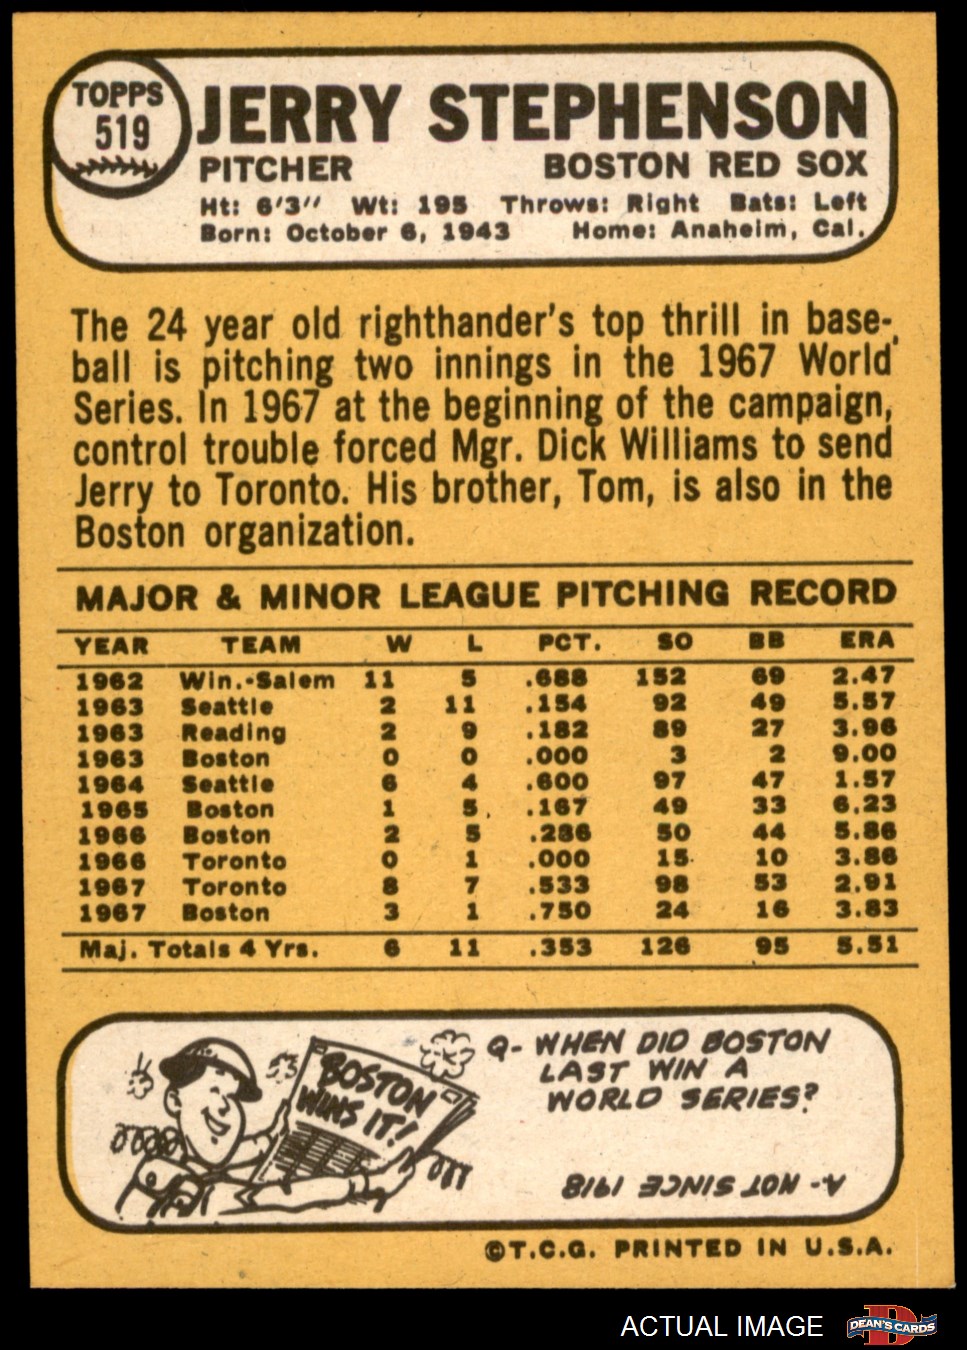 TOPPS
519
JERRY STEPHENSON
PITCHER BOSTON RED SOX
Ht: 6'3" Wt: 195 Throws: Right Bats: Left
Born: October 6, 1943 Home: Anaheim, Cal.
The 24 year old righthander's top thrill in base-
ball is pitching two innings in the 1967 World
Series. In 1967 at the beginning of the campaign,
control trouble forced Mgr. Dick Williams to send
Jerry to Toronto. His brother, Tom, is also in the
Boston organization.
MAJOR & MINOR LEAGUE PITCHING RECORD
YEAR TEAM W L PCT. SO BB ERA
1962 Win.-Salem 11 5 .688 152 69 2.47
1963 Seattle 2 11 .154 92 49 5.57
1963 Reading 2 9 .182 89 27 3.96
1963 Boston 0 0 .000 3 2 9.00
1964 Seattle 6 4 .600 97 47 1.57
1965 Boston 1 5 .167 49 33 6.23
1966 Boston 2 5 .286 50 44 5.86
1966 Toronto 0 1 .000 15 10 3.86
1967 Toronto 8 7 .533 98 53 2.91
1967 Boston 3 1 .750 24 16 3.83
Maj. Totals 4 Yrs. 6 11 .353 126 95 5.51
BOSTON
WINS IT!
Q- WHEN DID BOSTON
LAST WIN A
WORLD SERIES?
A- NOT SINCE 1918
©T.C.G. PRINTED IN U.S.A.
ACTUAL IMAGE
D
DEAN'S CARDS